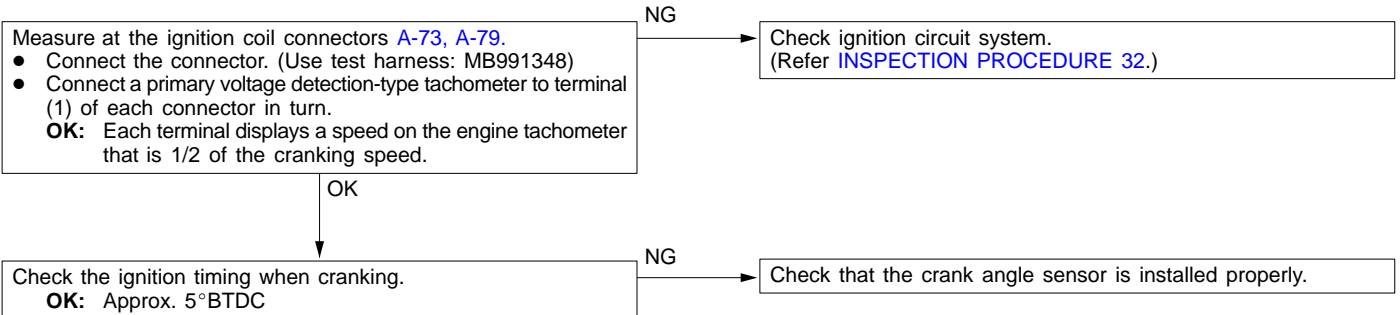 NG
Measure at the ignition coil connectors A-73, A-79.
● Connect the connector. (Use test harness: MB991348)
● Connect a primary voltage detection-type tachometer to terminal
(1) of each connector in turn.
OK: Each terminal displays a speed on the engine tachometer
that is 1/2 of the cranking speed.
Check ignition circuit system.
(Refer INSPECTION PROCEDURE 32.)
OK
NG
Check the ignition timing when cranking.
OK: Approx. 5°BTDC
Check that the crank angle sensor is installed properly.